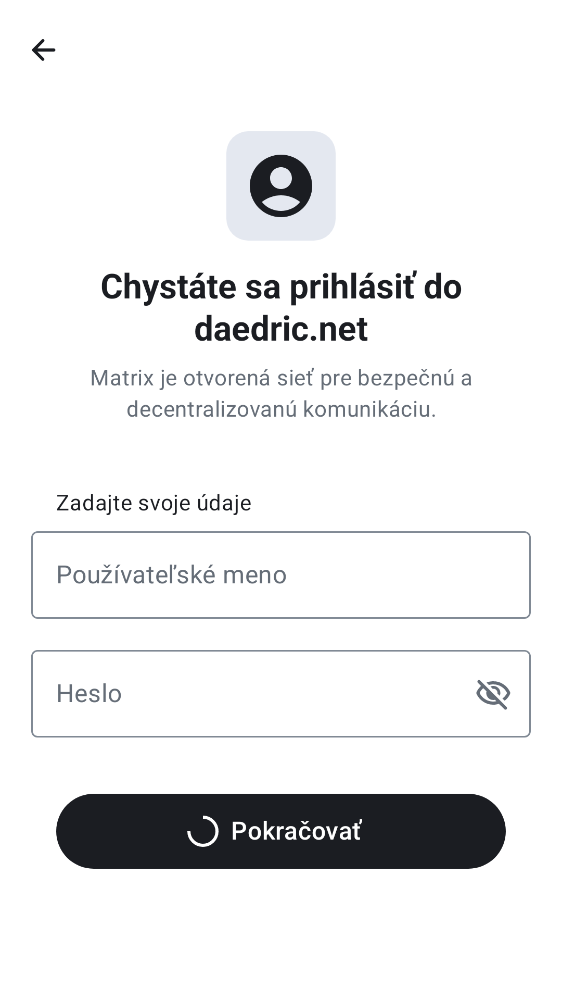 Chystáte sa prihlásiť do
daedric.net
Matrix je otvorená sieť pre bezpečnú a
decentralizovanú komunikáciu.
Zadajte svoje údaje
Používateľské meno
Heslo
Pokračovať